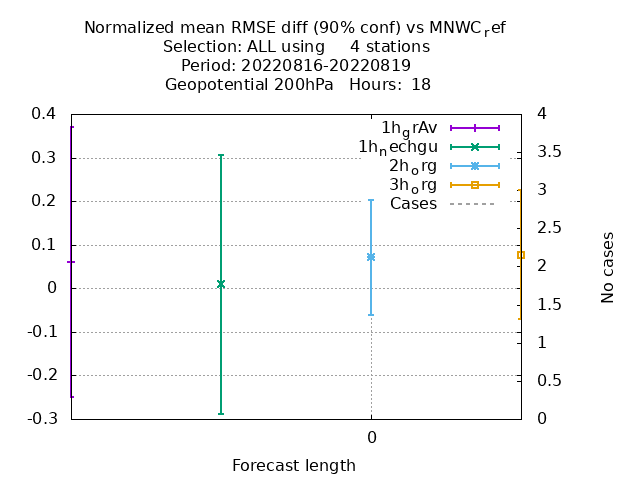 Normalized mean RMSE diff (90% conf) vs MNWC_ref
Selection: ALL using 4 stations
Period: 20220816-20220819
Geopotential 200hPa Hours: 18
0.4
0.3
0.2
0.1
0
-0.1
-0.2
-0.3
4
3.5
3
2.5
2
1.5
1
0.5
0
1h_grAv
1h_nechgu
2h_org
3h_org
Cases
No cases
0
Forecast length